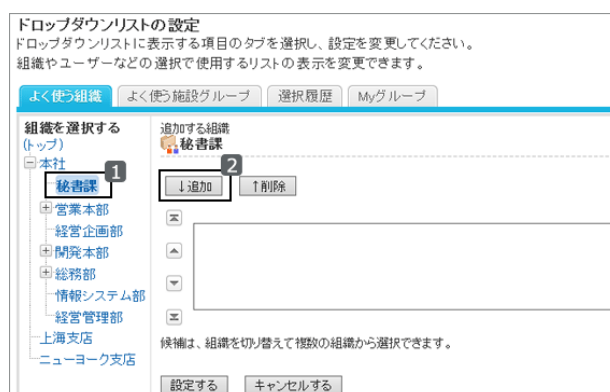 ドロップダウンリストの設定
ドロップダウンリストに表示する項目のタブを選択し、設定を変更してください。
組織やユーザーなどの選択で使用するリストの表示を変更できます。
よく使う組織 よく使う施設グループ 選択履歴 Myグループ
組織を選択する
(トップ)
本社
秘書課 1
営業本部
経営企画部
開発本部
総務部
情報システム部
経営管理部
上海支店
ニューヨーク支店
追加する組織
秘書課
2
↓追加 ↑削除
候補は、組織を切り替えて複数の組織から選択できます。
設定する キャンセルする